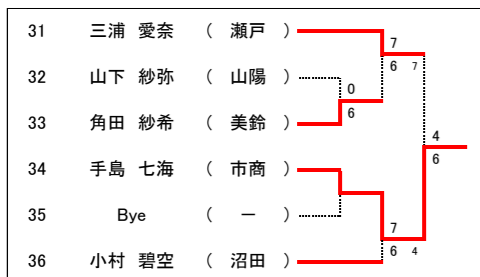 31 三浦 愛奈 ( 瀬戸 )
7
6 7
32 山下 紗弥 ( 山陽 )
0
6
33 角田 紗希 ( 美鈴 )
4
6
34 手島 七海 ( 市商 )
35 Bye ( － )
7
6 4
36 小村 碧空 ( 沼田 )